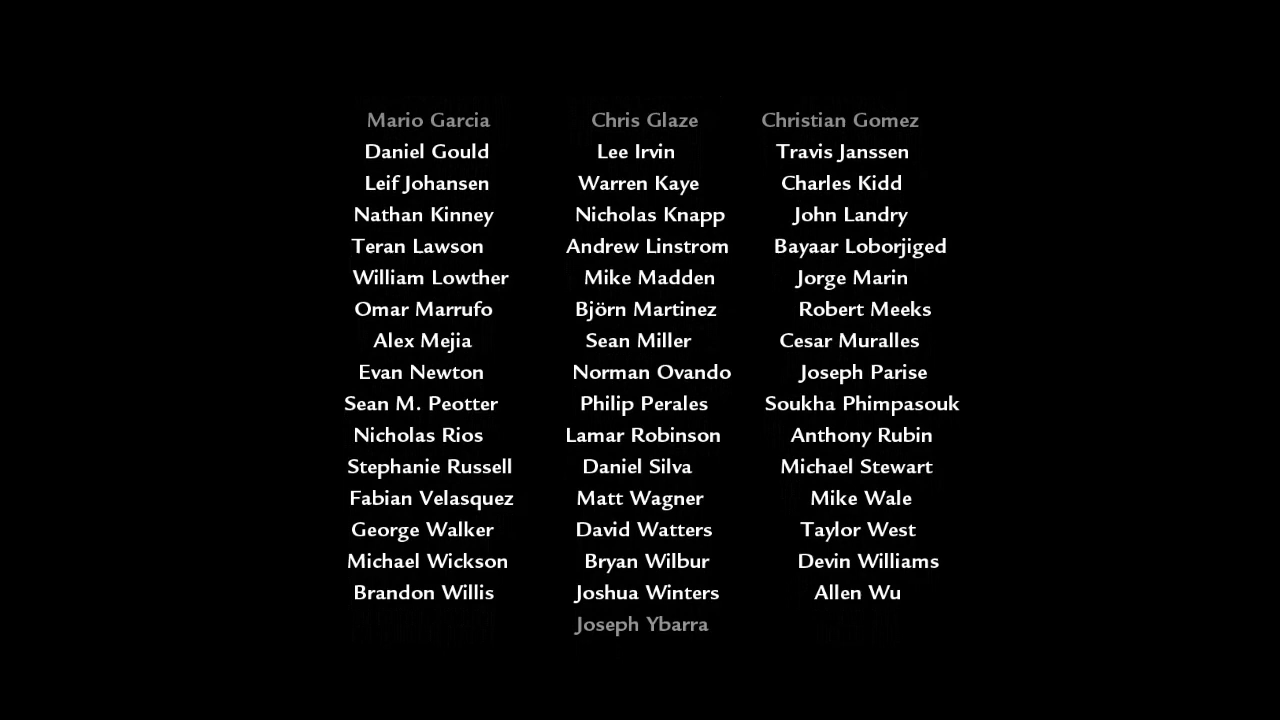 Mario Garcia Chris Glaze Christian Gomez
Daniel Gould Lee Irvin Travis Janssen
Leif Johansen Warren Kaye Charles Kidd
Nathan Kinney Nicholas Knapp John Landry
Teran Lawson Andrew Linstrom Bayaar Loborjiged
William Lowther Mike Madden Jorge Marin
Omar Marrufo Björn Martinez Robert Meeks
Alex Mejia Sean Miller Cesar Muralles
Evan Newton Norman Ovando Joseph Parise
Sean M. Peotter Philip Perales Soukha Phimpasouk
Nicholas Rios Lamar Robinson Anthony Rubin
Stephanie Russell Daniel Silva Michael Stewart
Fabian Velasquez Matt Wagner Mike Wale
George Walker David Watters Taylor West
Michael Wickson Bryan Wilbur Devin Williams
Brandon Willis Joshua Winters Allen Wu
Joseph Ybarra